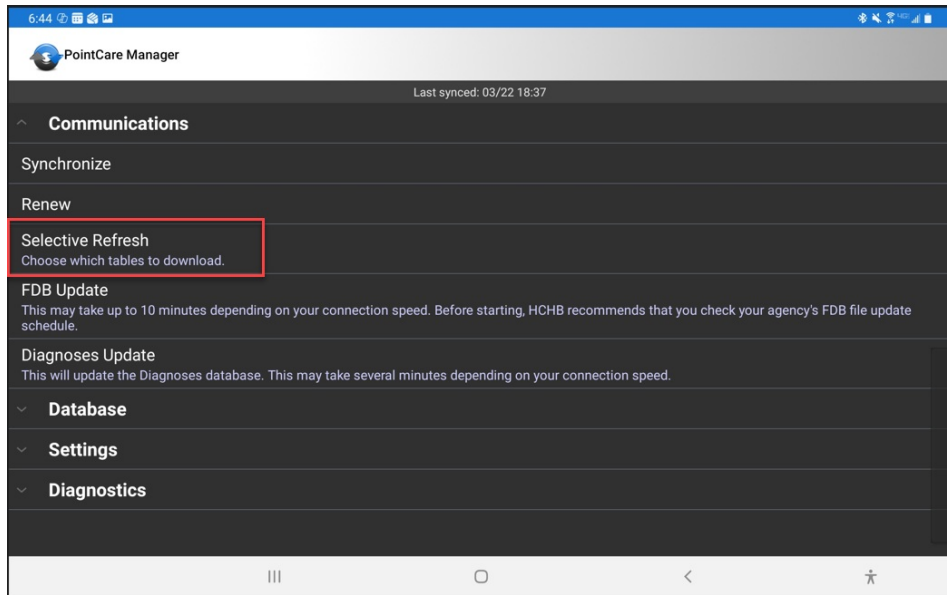 6:44
PointCare Manager
Last synced: 03/22 18:37
Communications
Synchronize
Renew
Selective Refresh
Choose which tables to download.
FDB Update
This may take up to 10 minutes depending on your connection speed. Before starting, HCHB recommends that you check your agency's FDB file update
schedule.
Diagnoses Update
This will update the Diagnoses database. This may take several minutes depending on your connection speed.
Database
Settings
Diagnostics